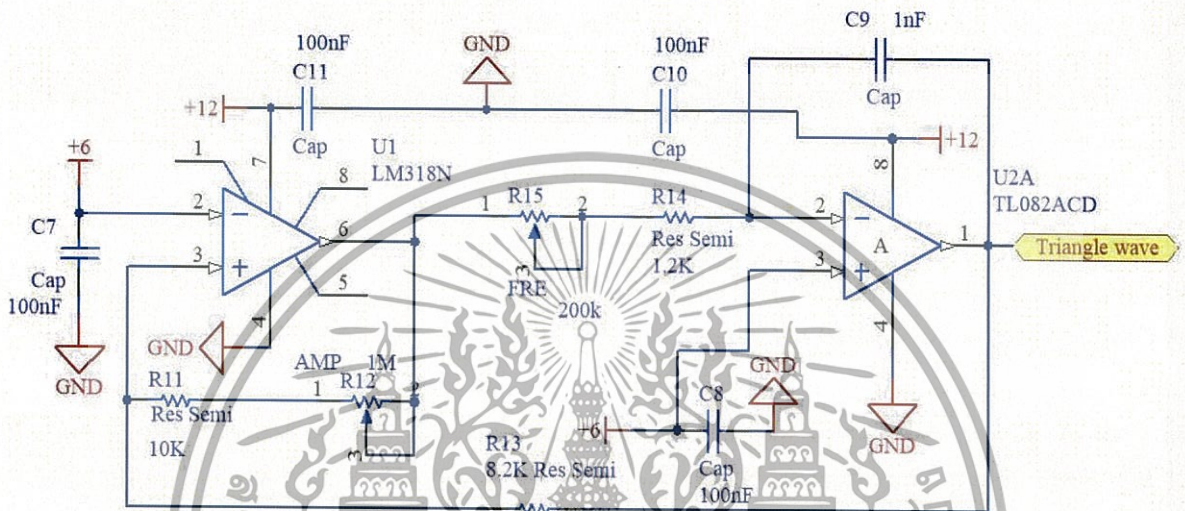 C9 1nF
Cap
100nF
C11
Cap
GND
100nF
C10
Cap
+12
+12
+6
1
7
8
U1
LM318N
8
U2A
TL082ACD
C7
Cap
100nF
GND
2
3
6
5
4
GND
1
R15
2
3
FRE
200k
R14
Res Semi
1.2K
2
3
A
1
4
Triangle wave
GND
R11
Res Semi
10K
AMP 1M
1
R12
3
R13
8.2K Res Semi
+6
C8
Cap
100nF
GND